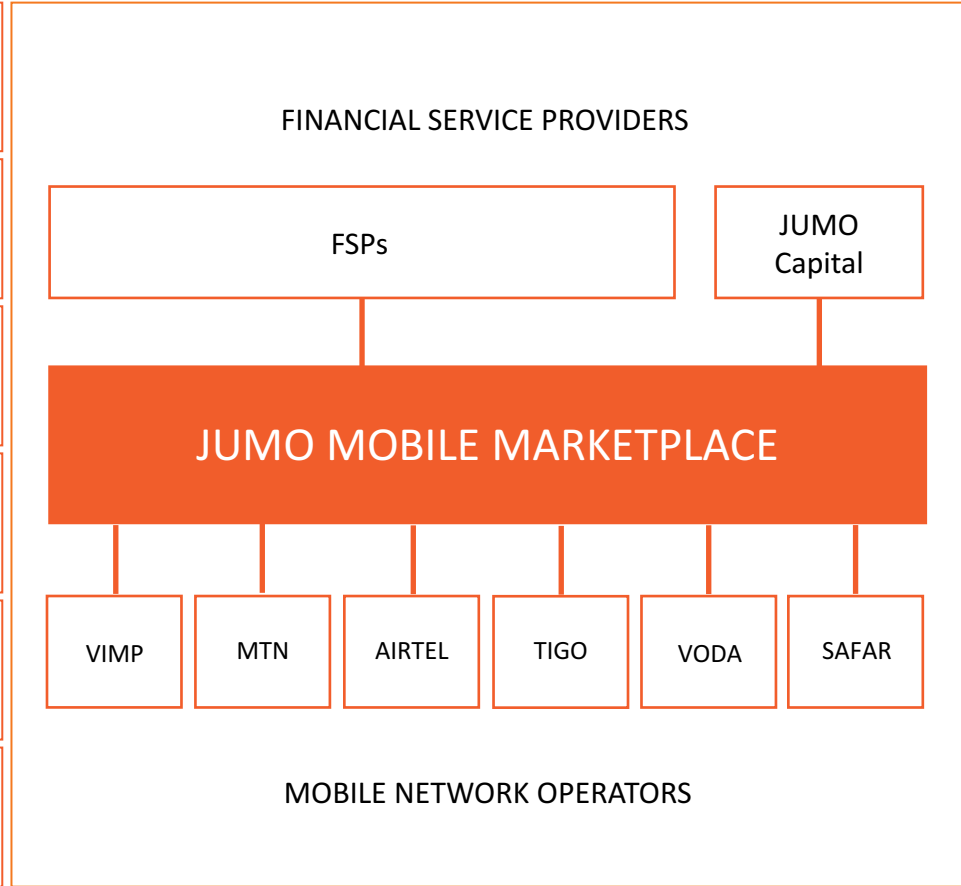 FINANCIAL SERVICE PROVIDERS
FSPs
JUMO
Capital
JUMO MOBILE MARKETPLACE
VIMP
MTN
AIRTEL
TIGO
VODA
SAFAR
MOBILE NETWORK OPERATORS